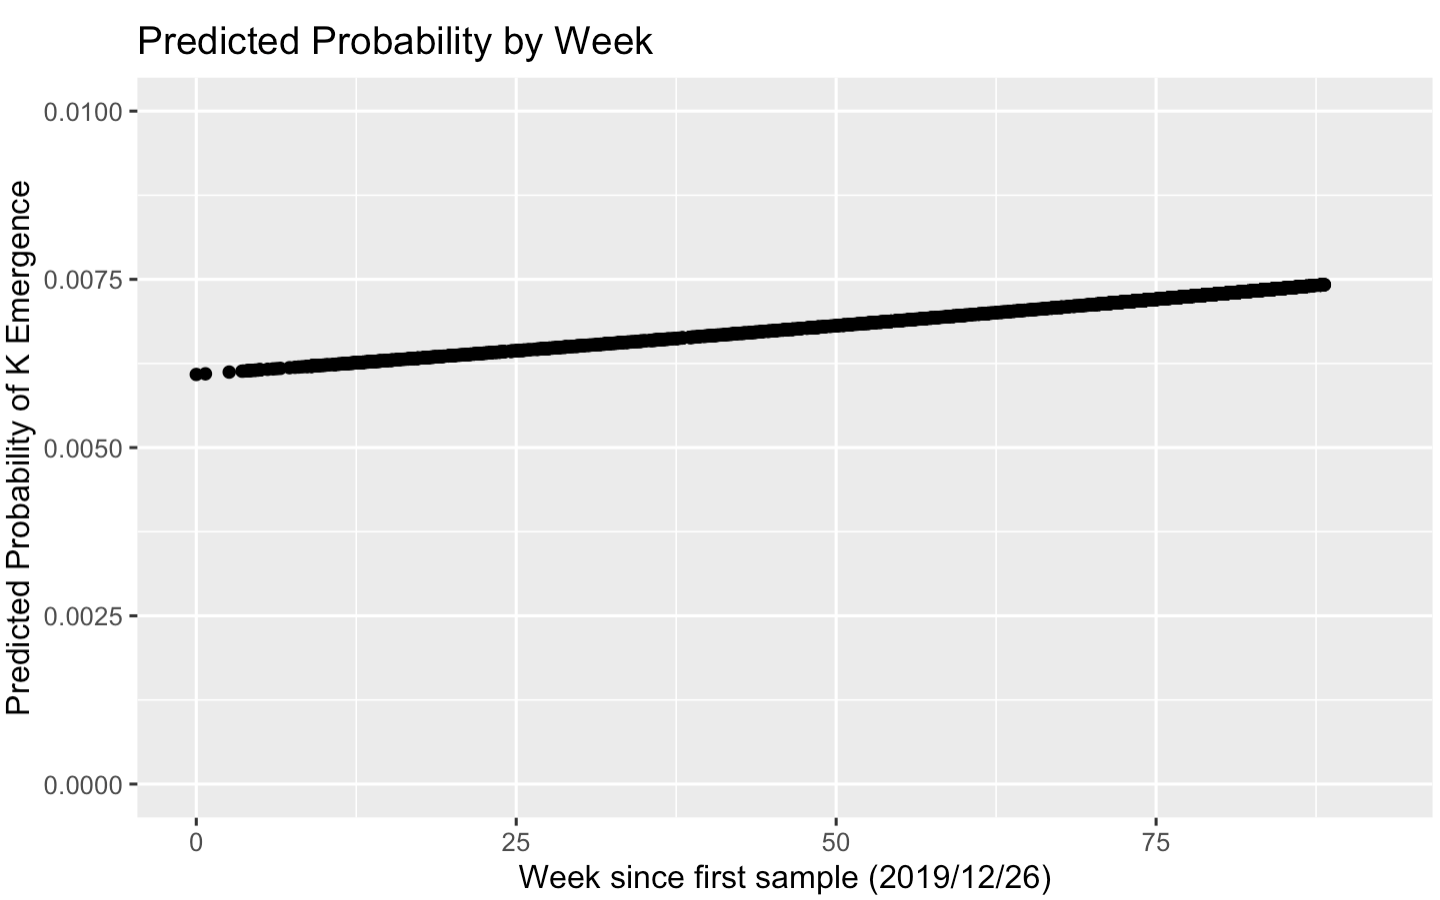 Predicted Probability by Week
Predicted Probability of K Emergence
0.0100
0.0075
0.0050
0.0025
0.0000
0 25 50 75
Week since first sample (2019/12/26)